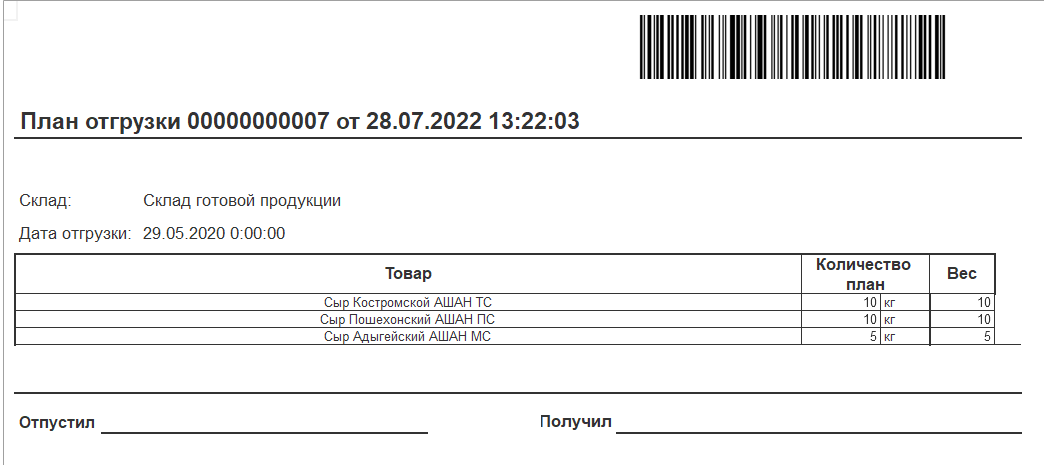 План отгрузки 00000000007 от 28.07.2022 13:22:03
Склад: Склад готовой продукции
Дата отгрузки: 29.05.2020 0:00:00
Товар Количество план Вес
Сыр Костромской АШАН ТС 10 кг 10
Сыр Пошехонский АШАН ПС 10 кг 10
Сыр Адыгейский АШАН МС 5 кг 5
Отпустил Получил